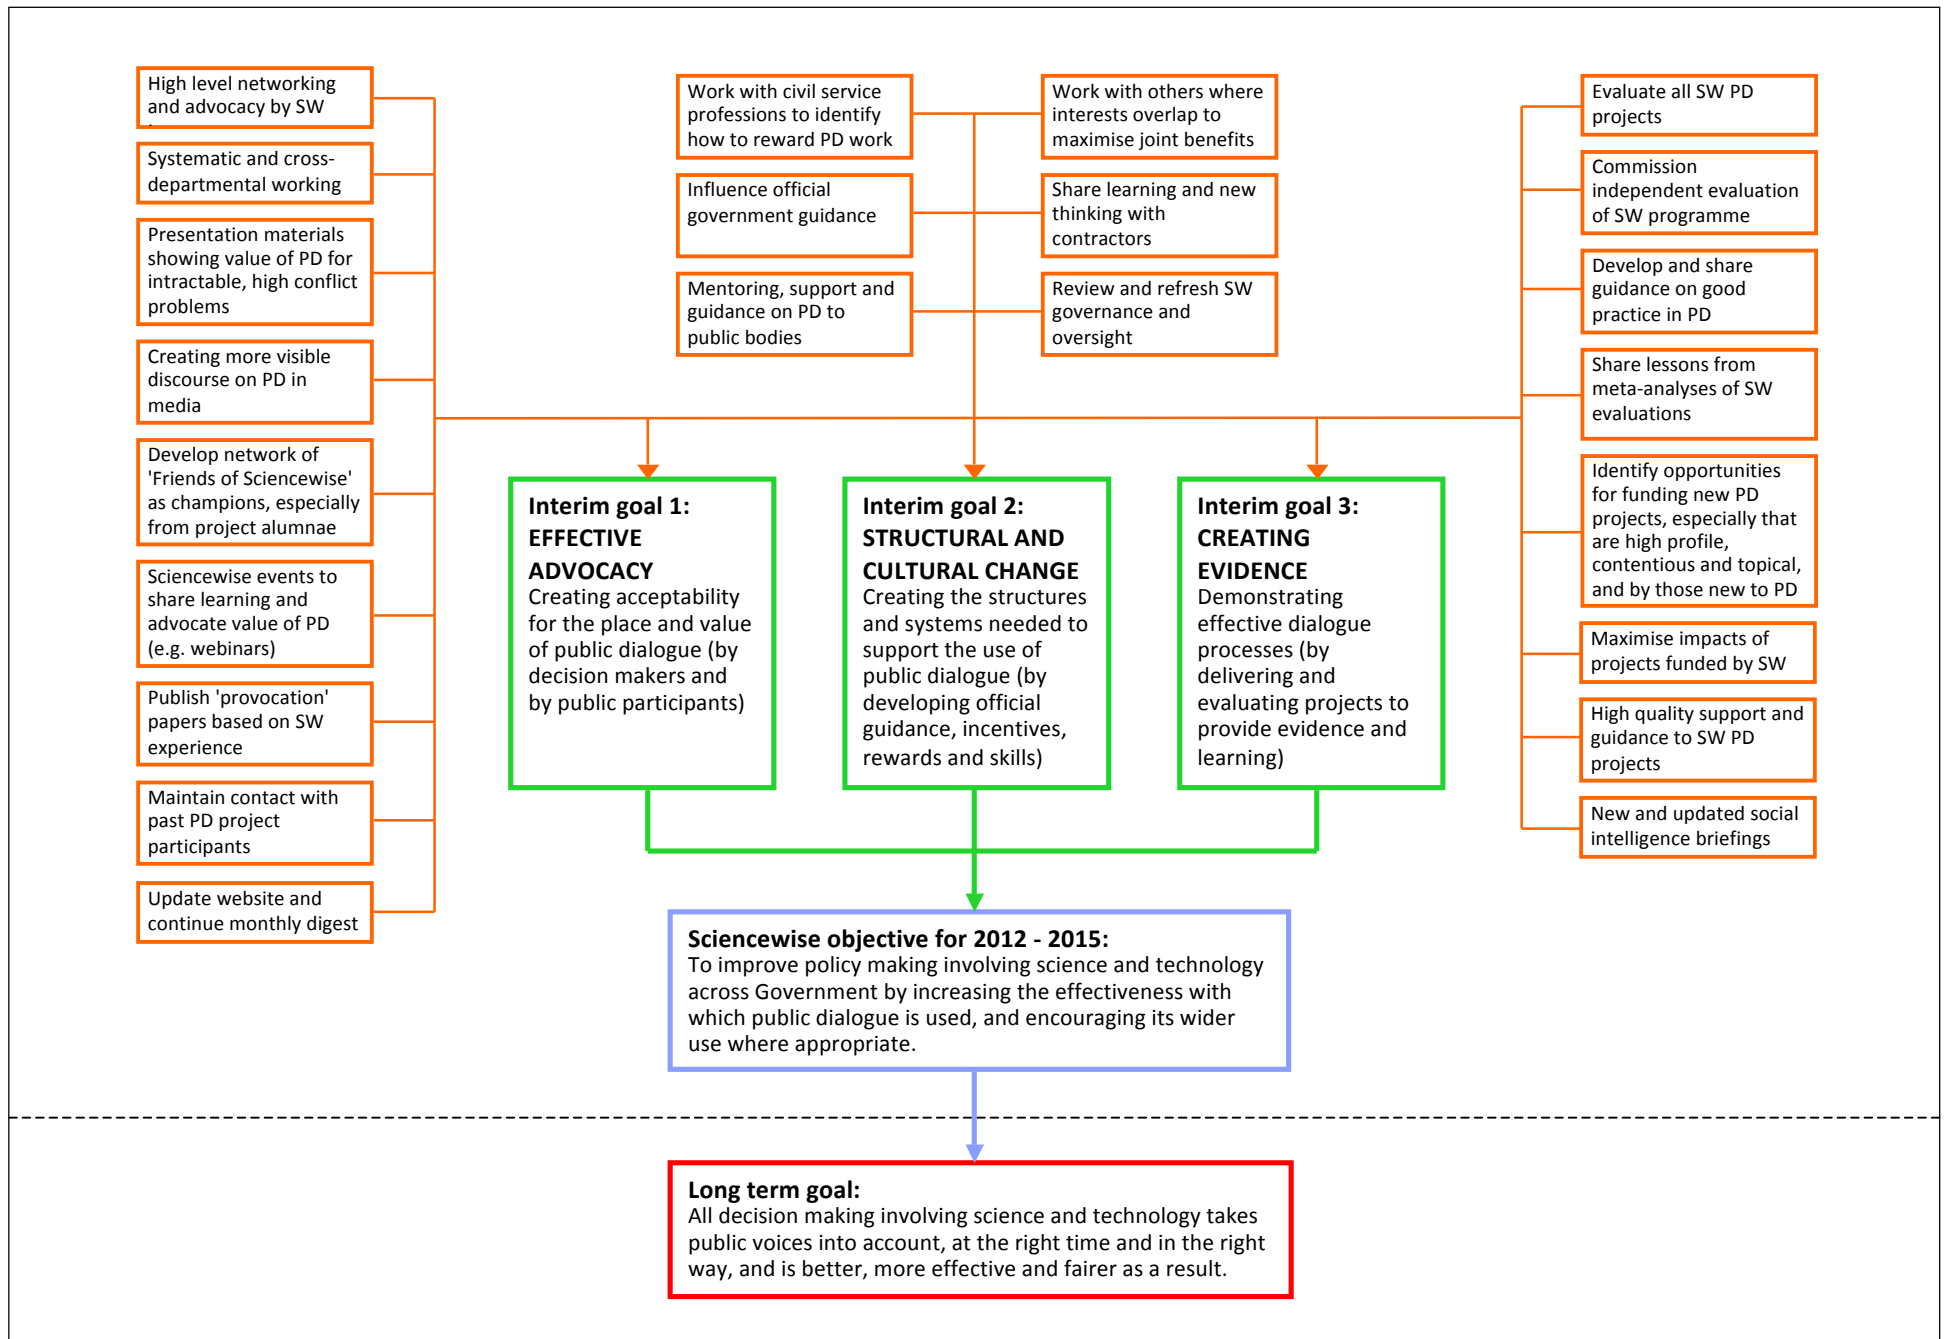 High level networking
and advocacy by SW
Systematic and cross-
departmental working
Presentation materials
showing value of PD for
intractable, high conflict
problems
Creating more visible
discourse on PD in
media
Develop network of
'Friends of Sciencewise'
as champions, especially
from project alumnae
Sciencewise events to
share learning and
advocate value of PD
(e.g. webinars)
Publish 'provocation'
papers based on SW
experience
Maintain contact with
past PD project
participants
Update website and
continue monthly digest
Work with civil service
professions to identify
how to reward PD work
Influence official
government guidance
Mentoring, support and
guidance on PD to
public bodies
Work with others where
interests overlap to
maximise joint benefits
Share learning and new
thinking with
contractors
Review and refresh SW
governance and
oversight
Evaluate all SW PD
projects
Commission
independent evaluation
of SW programme
Develop and share
guidance on good
practice in PD
Share lessons from
meta-analyses of SW
evaluations
Identify opportunities
for funding new PD
projects, especially that
are high profile,
contentious and topical,
and by those new to PD
Maximise impacts of
projects funded by SW
High quality support and
guidance to SW PD
projects
New and updated social
intelligence briefings
Interim goal 1:
EFFECTIVE
ADVOCACY
Creating acceptability
for the place and value
of public dialogue (by
decision makers and
by public participants)
Interim goal 2:
STRUCTURAL AND
CULTURAL CHANGE
Creating the structures
and systems needed to
support the use of
public dialogue (by
developing official
guidance, incentives,
rewards and skills)
Interim goal 3:
CREATING
EVIDENCE
Demonstrating
effective dialogue
processes (by
delivering and
evaluating projects to
provide evidence and
learning)
Sciencewise objective for 2012 - 2015:
To improve policy making involving science and technology
across Government by increasing the effectiveness with
which public dialogue is used, and encouraging its wider
use where appropriate.
Long term goal:
All decision making involving science and technology takes
public voices into account, at the right time and in the right
way, and is better, more effective and fairer as a result.